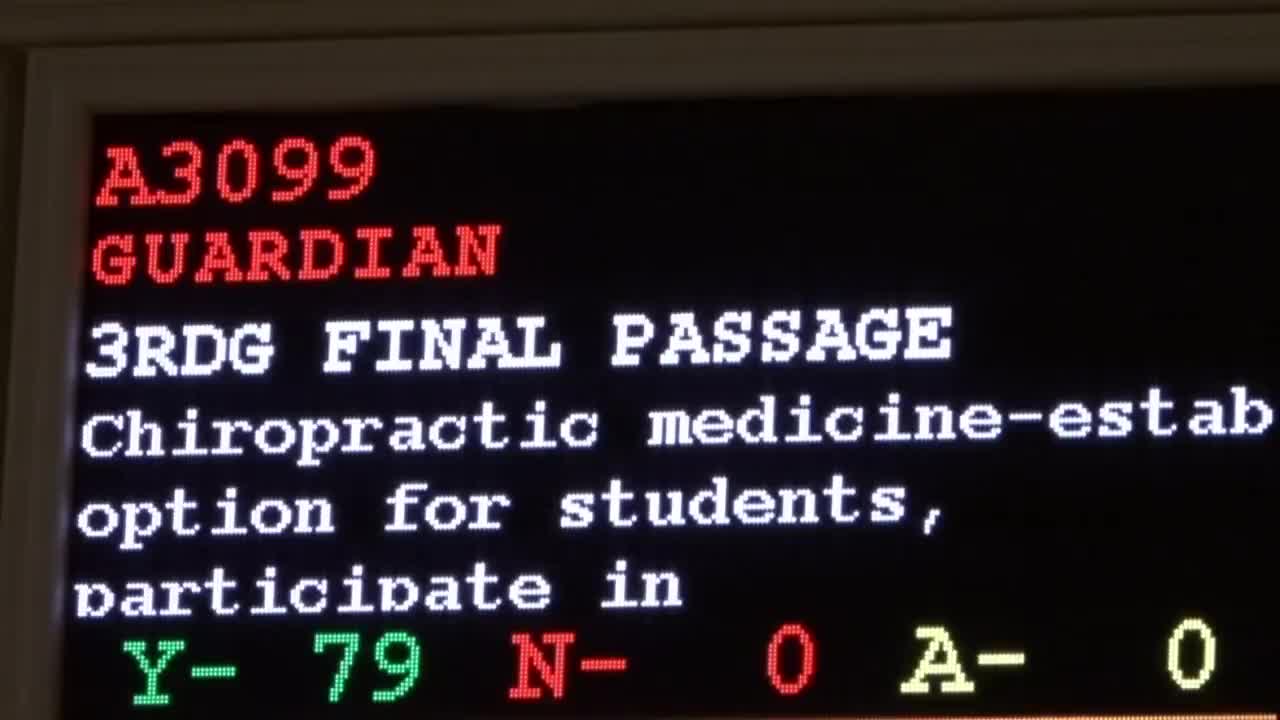 A3099
GUARDIAN
3RDG FINAL PASSAGE
Chiropractic medicine-estab
option for students,
participate in
Y- 79 N- 0 A- 0